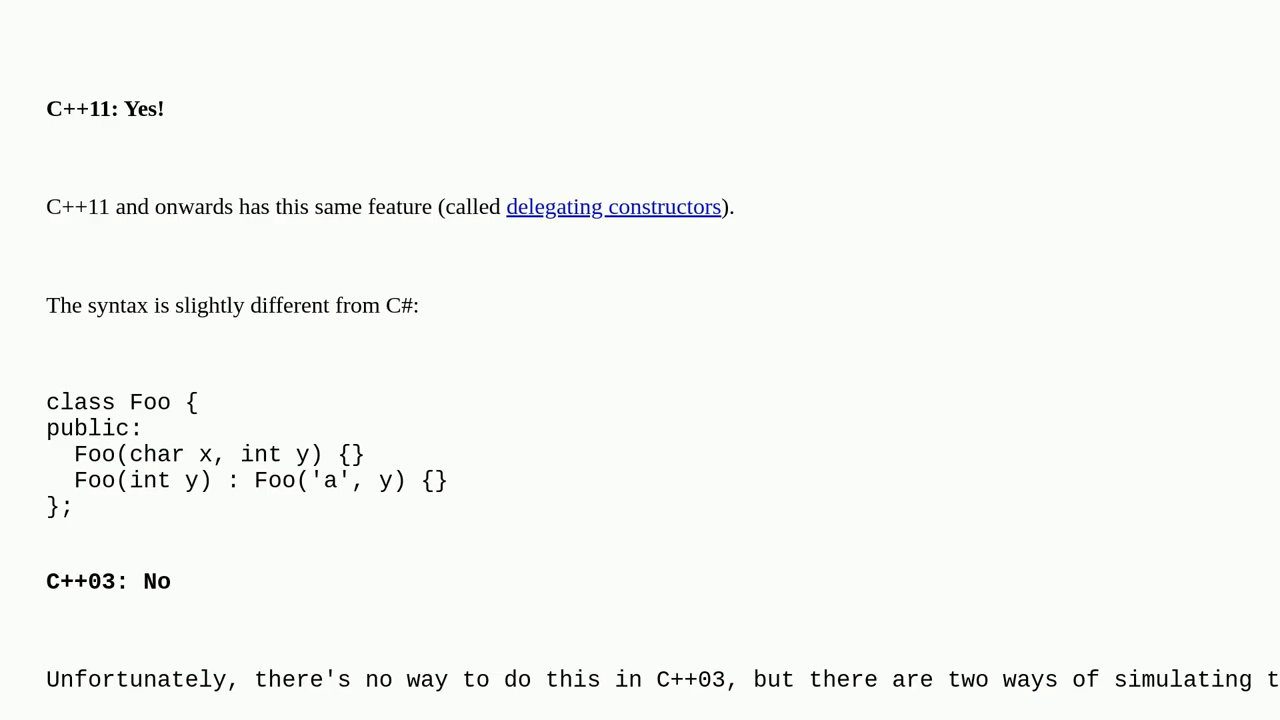 C++11: Yes!
C++11 and onwards has this same feature (called delegating constructors).
The syntax is slightly different from C#:
class Foo {
public:
  Foo(char x, int y) {}
  Foo(int y) : Foo('a', y) {}
};
C++03: No
Unfortunately, there's no way to do this in C++03, but there are two ways of simulating